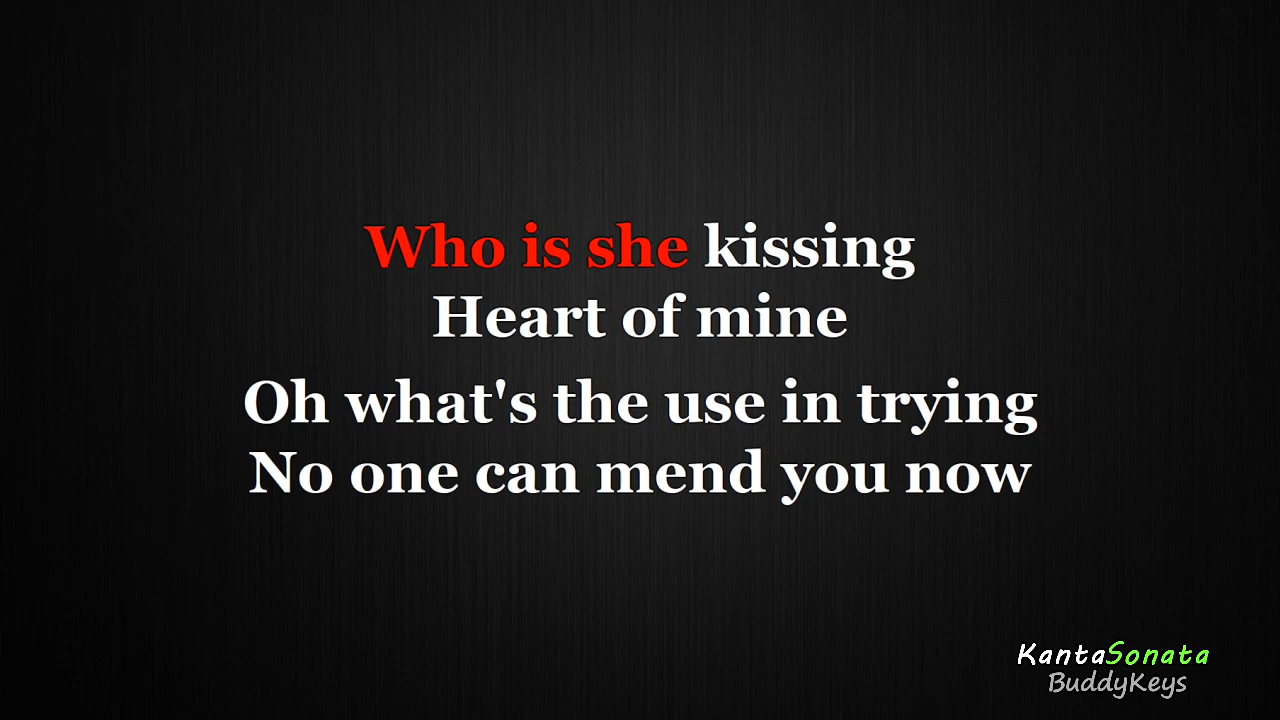 Who is she kissing
Heart of mine
Oh what's the use in trying
No one can mend you now
KantaSonata
BuddyKeys